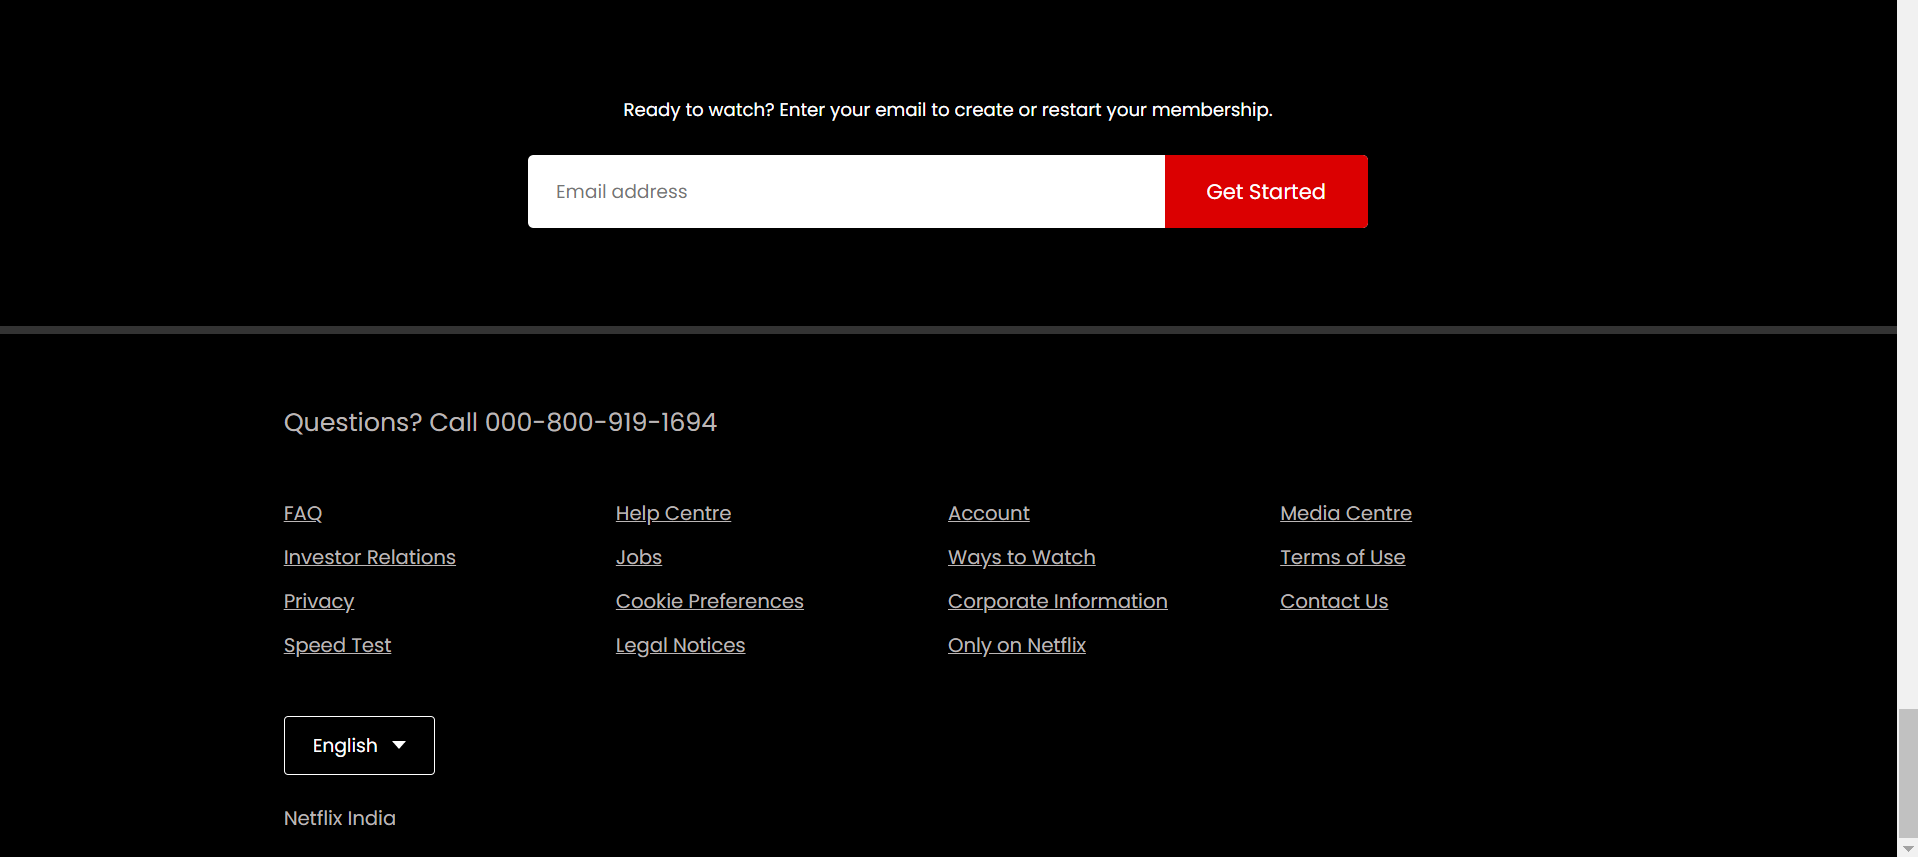 Ready to watch? Enter your email to create or restart your membership.
Email address
Get Started
Questions? Call 000-800-919-1694
FAQ
Help Centre
Account
Media Centre
Investor Relations
Jobs
Ways to Watch
Terms of Use
Privacy
Cookie Preferences
Corporate Information
Contact Us
Speed Test
Legal Notices
Only on Netflix
English
Netflix India